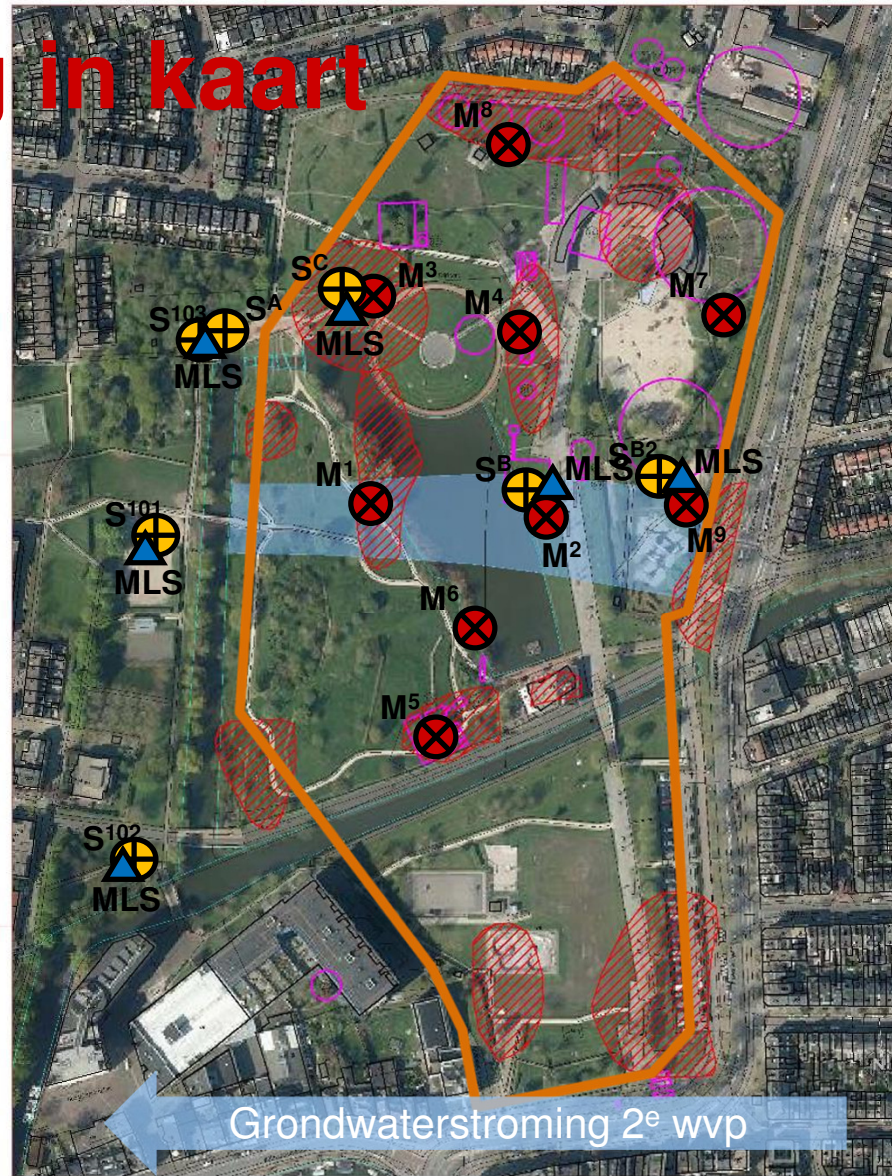 g in kaart
M⁸
Sᶜ
M³
M⁷
S¹⁰³
Sᴬ
M⁴
MLS
MLS
Sᴮ
MLS
Sᴮ²
MLS
M¹
S¹⁰¹
M²
M⁹
MLS
M⁶
M⁵
S¹⁰²
MLS
Grondwaterstroming 2ᵉ wvp